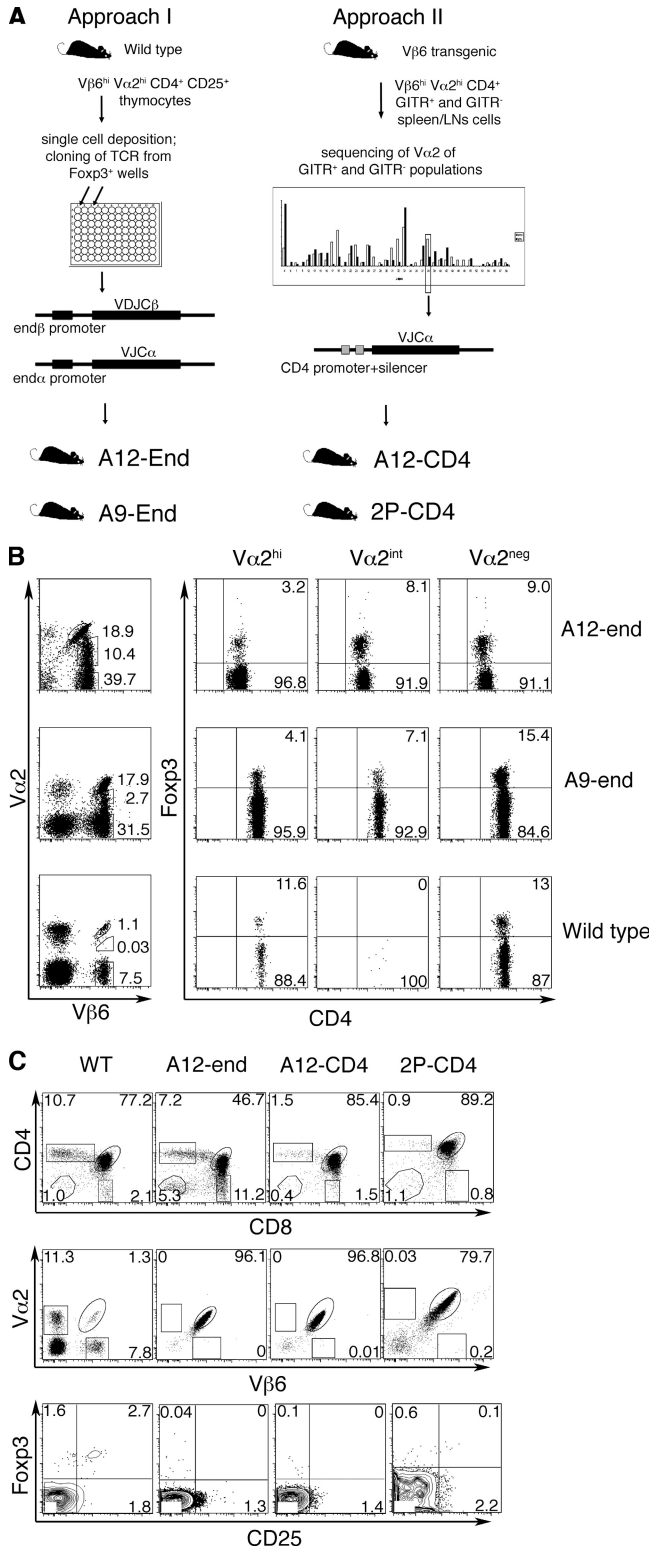 A
Approach I
Approach II
Wild type
Vβ6 transgenic
Vβ6hi Vα2hi CD4+ CD25+
thymocytes
Vβ6hi Vα2hi CD4+
GITR+ and GITR-
spleen/LNs cells
single cell deposition;
cloning of TCR from
Foxp3+ wells
sequencing of Vα2 of
GITR+ and GITR- populations
VDJCβ
endβ promoter
VJCα
endα promoter
VJCα
CD4 promoter+silencer
A12-End
A12-CD4
A9-End
2P-CD4
B
Vα2hi
Vα2int
Vα2neg
18.9
10.4
39.7
3.2
96.8
8.1
91.9
9.0
91.1
A12-end
17.9
2.7
31.5
4.1
95.9
7.1
92.9
15.4
84.6
A9-end
1.1
0.03
7.5
11.6
88.4
0
100
13
87
Wild type
Vα2
Foxp3
Vβ6
CD4
C
WT
A12-end
A12-CD4
2P-CD4
CD4
10.7 77.2
1.0 2.1
7.2 46.7
5.3 11.2
1.5 85.4
0.4 1.5
0.9 89.2
1.1 0.8
CD8
Vα2
11.3 1.3
7.8
0 96.1
0
0 96.8
0.01
0.03 79.7
0.2
Vβ6
Foxp3
1.6 2.7
1.8
0.04 0
1.3
0.1 0
1.4
0.6 0.1
2.2
CD25